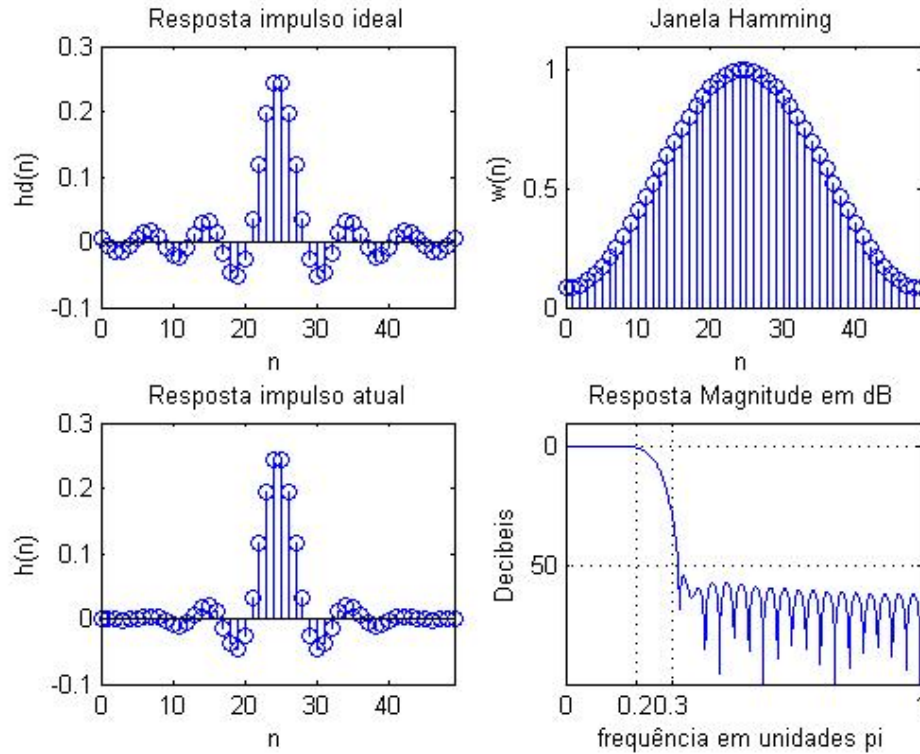 Resposta impulso ideal
0.3
0.2
0.1
0
-0.1
hd(n)
0 10 20 30 40
n
Janela Hamming
1
0.5
0
w(n)
0 10 20 30 40
n
Resposta impulso atual
0.3
0.2
0.1
0
-0.1
h(n)
0 10 20 30 40
n
Resposta Magnitude em dB
0
50
Decibeis
0 0.20.3 1
frequência em unidades pi